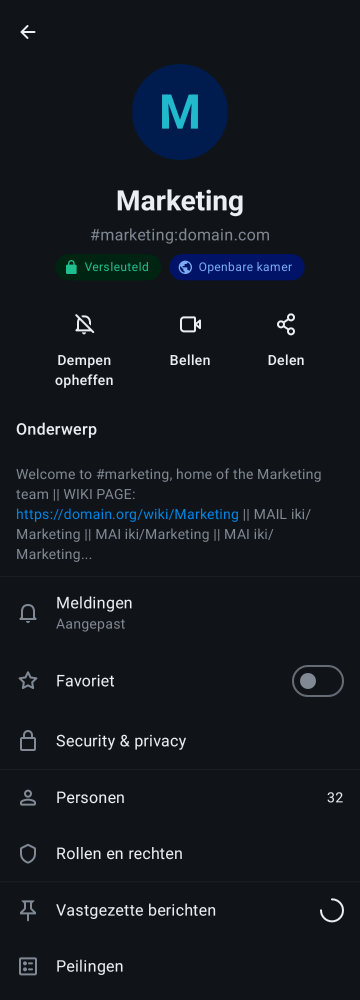 M
Marketing
#marketing:domain.com
Versleuteld
Openbare kamer
Dempen
opheffen
Bellen
Delen
Onderwerp
Welcome to #marketing, home of the Marketing
team || WIKI PAGE:
https://domain.org/wiki/Marketing || MAIL iki/
Marketing || MAI iki/Marketing || MAI iki/
Marketing...
Meldingen
Aangepast
Favoriet
Security & privacy
Personen
32
Rollen en rechten
Vastgezette berichten
Peilingen